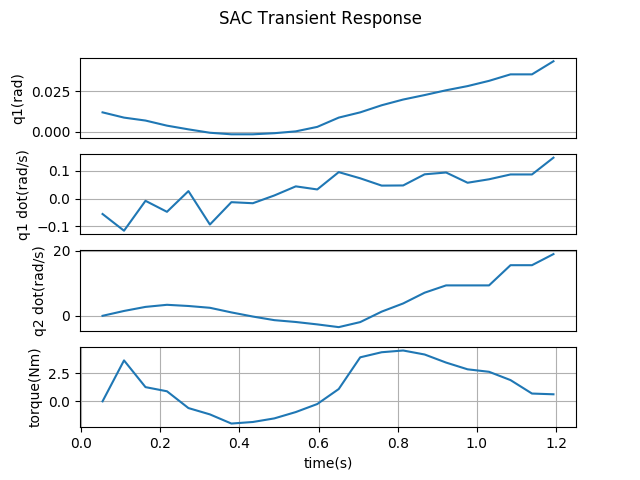 SAC Transient Response
q1(rad)
0.025
0.000
q1 dot(rad/s)
0.1
0.0
−0.1
q2 dot(rad/s)
20
0
torque(Nm)
2.5
0.0
0.0 0.2 0.4 0.6 0.8 1.0 1.2
time(s)